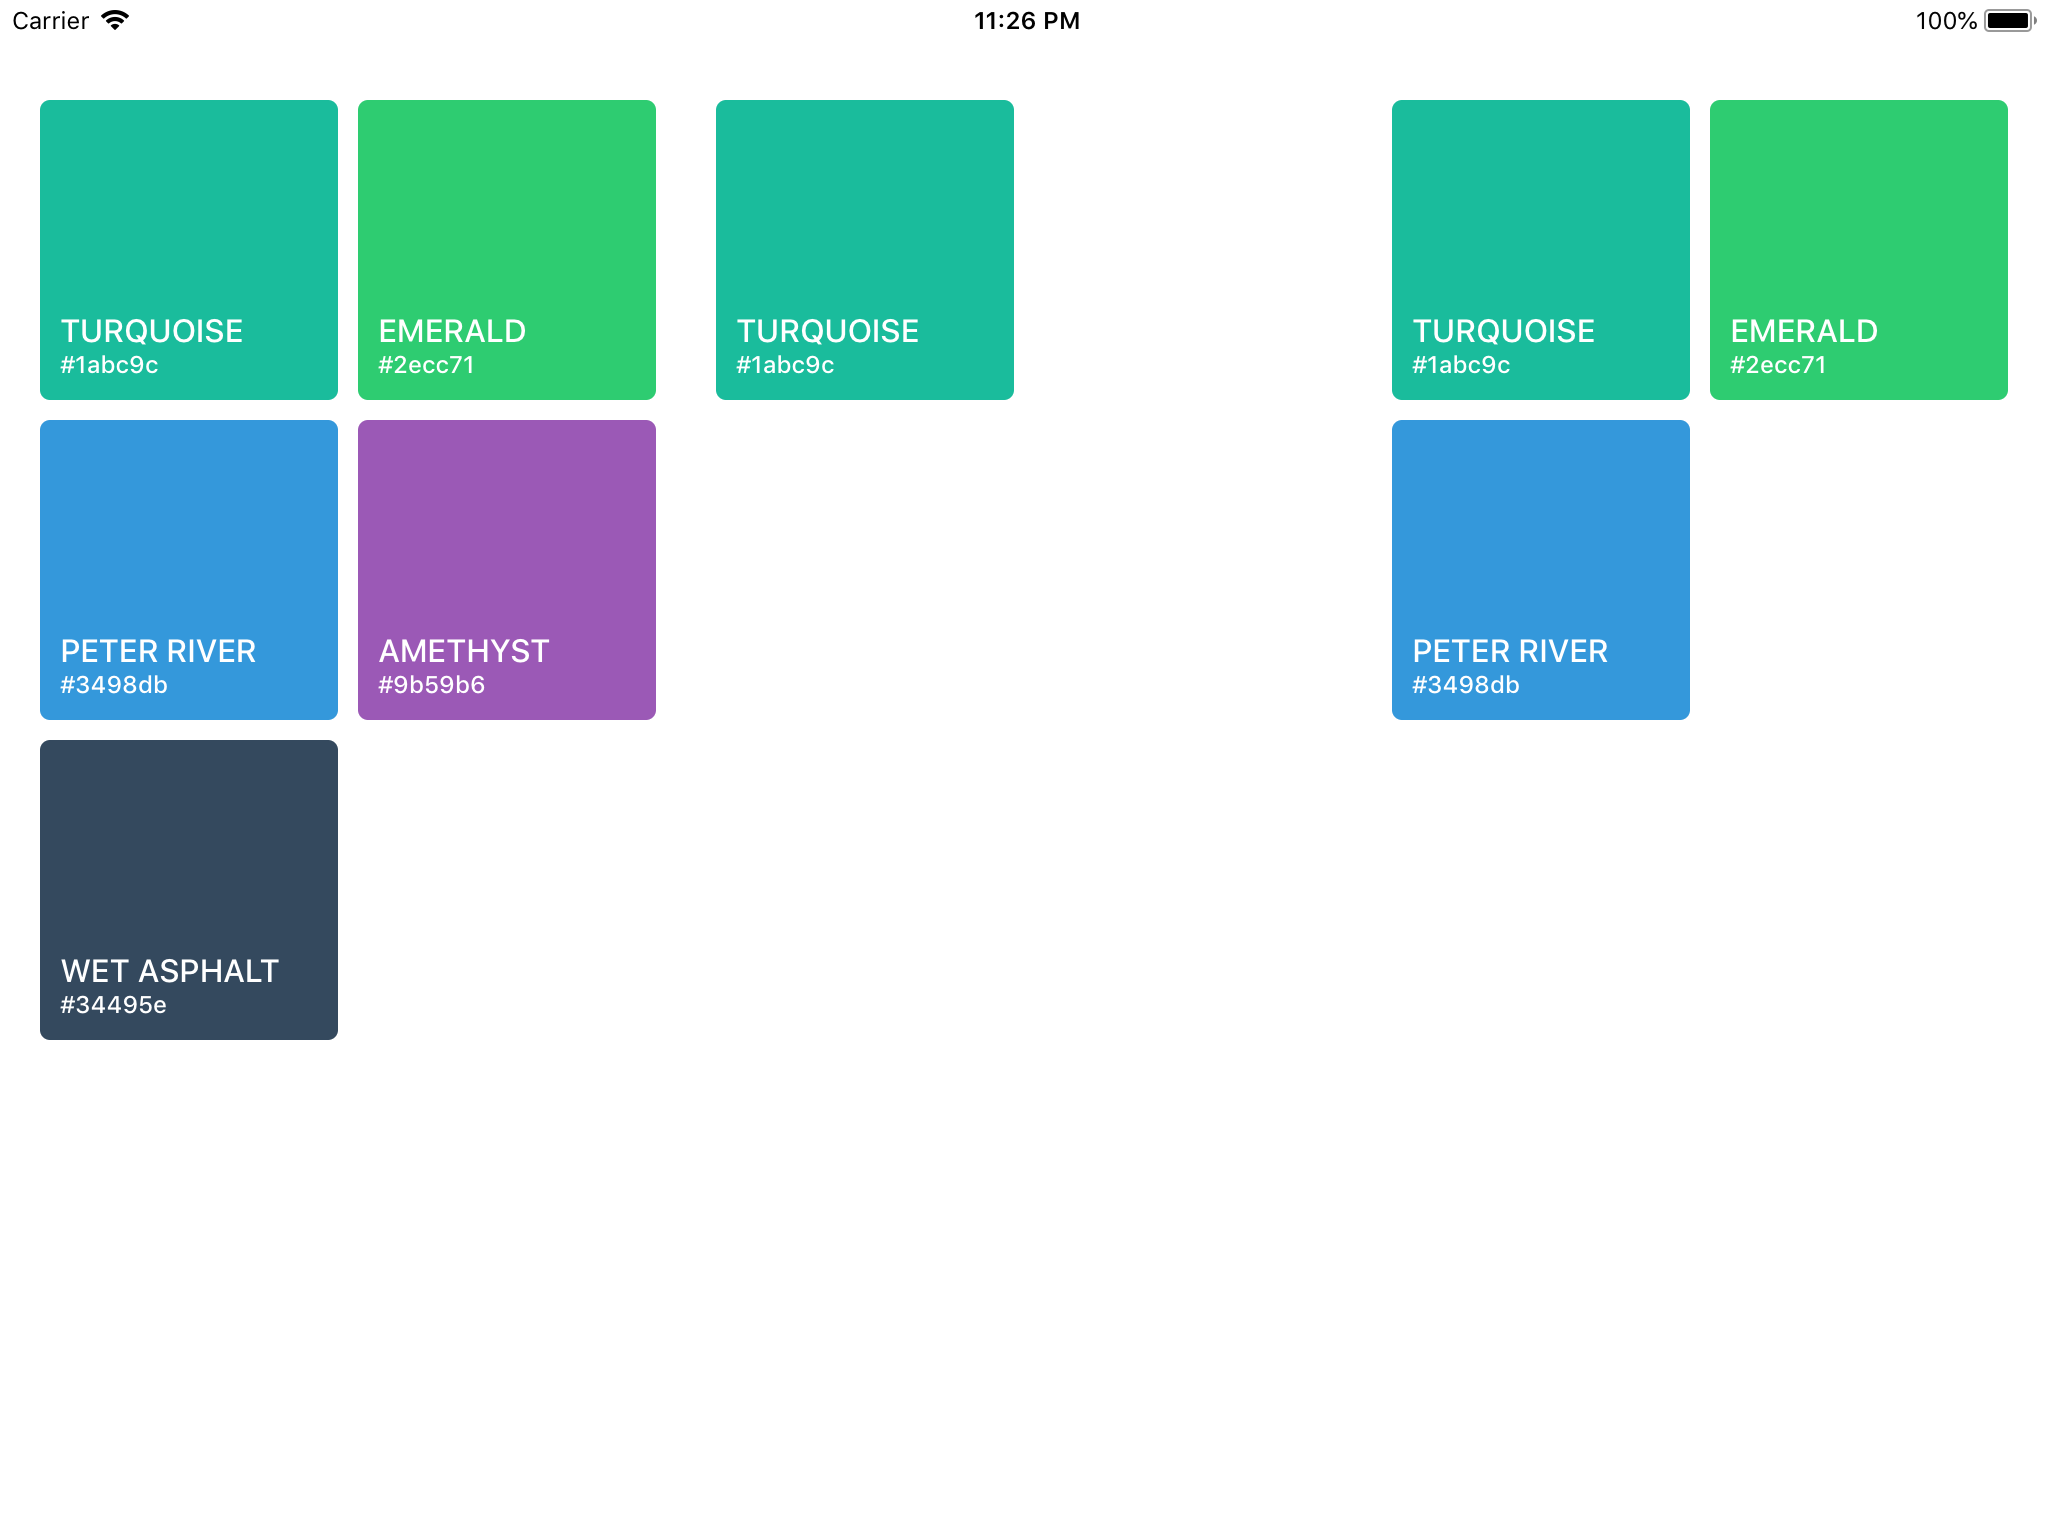 Carrier
11:26 PM
100%
TURQUOISE
#1abc9c
EMERALD
#2ecc71
TURQUOISE
#1abc9c
TURQUOISE
#1abc9c
EMERALD
#2ecc71
PETER RIVER
#3498db
AMETHYST
#9b59b6
PETER RIVER
#3498db
WET ASPHALT
#34495e